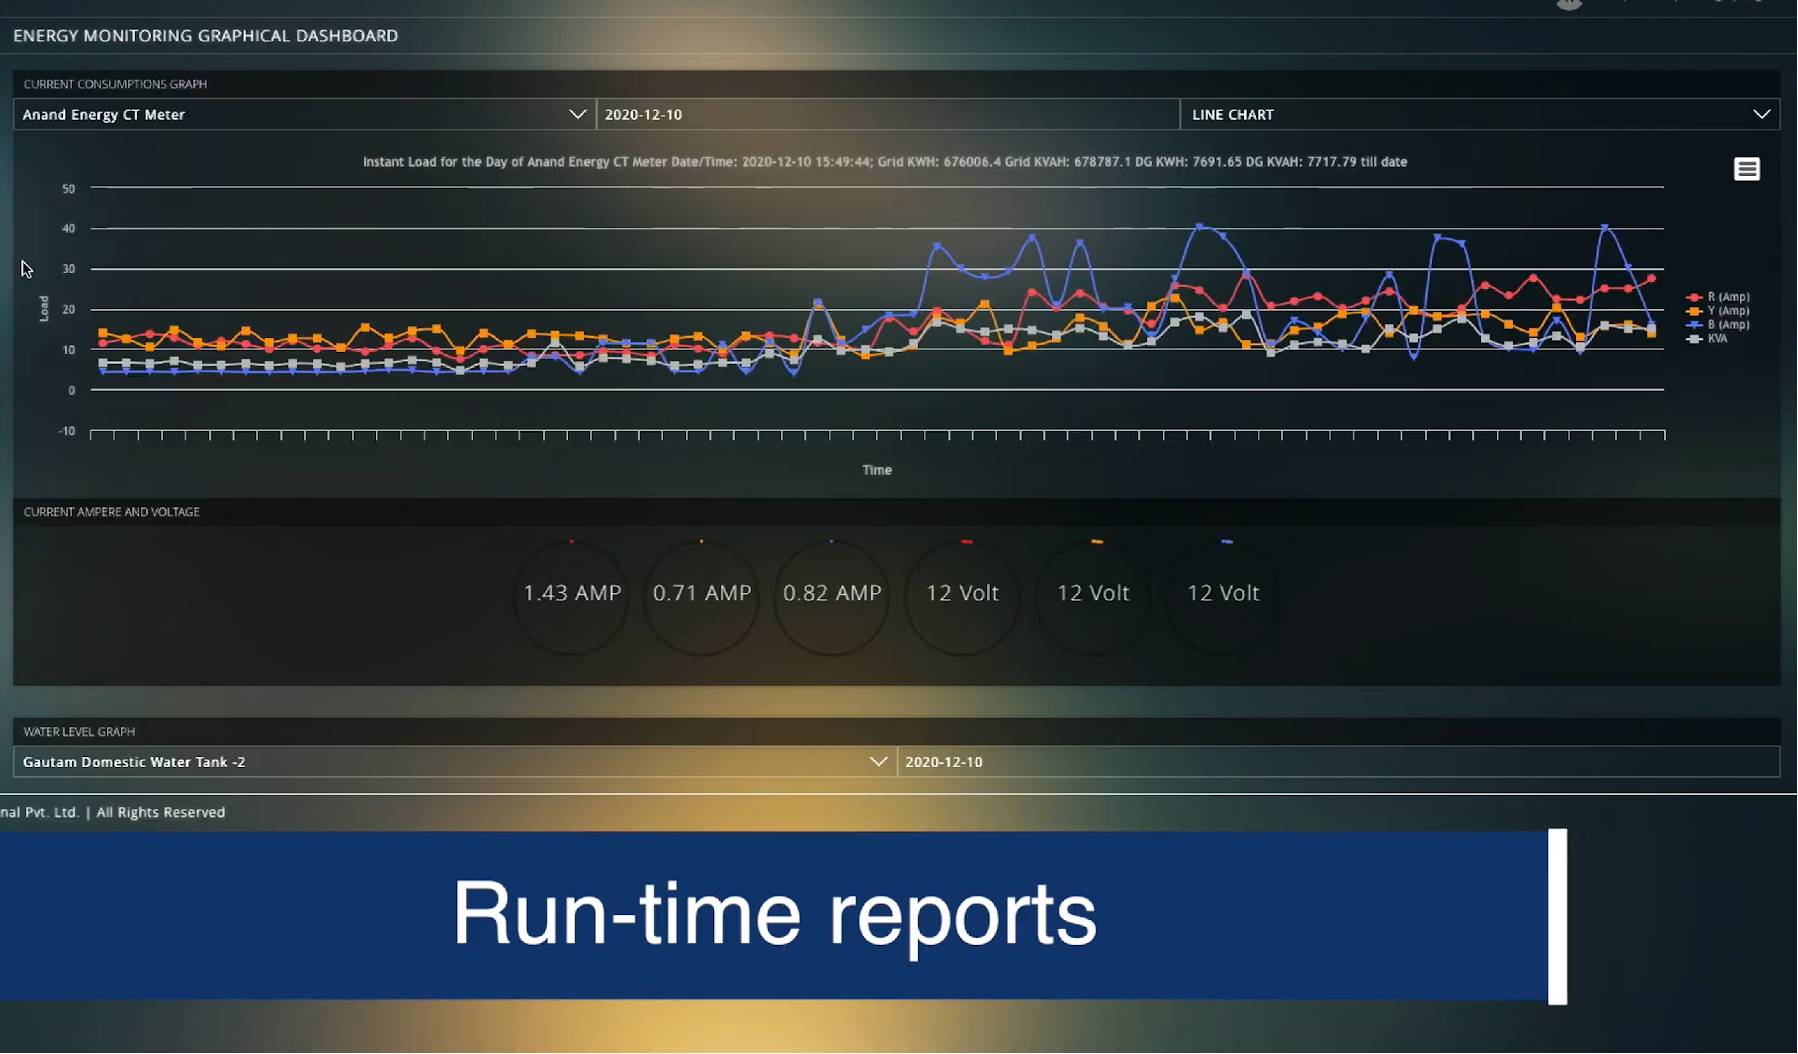 ENERGY MONITORING GRAPHICAL DASHBOARD
CURRENT CONSUMPTIONS GRAPH
Anand Energy CT Meter
2020-12-10
LINE CHART
Instant Load for the Day of Anand Energy CT Meter Date/Time: 2020-12-10 15:49:44; Grid KWH: 676006.4 Grid KVAH: 678787.1 DG KWH: 7691.65 DG KVAH: 7717.79 till date
50
40
30
20
10
0
-10
Load
Time
R (Amp)
Y (Amp)
B (Amp)
KVA
CURRENT AMPERE AND VOLTAGE
1.43 AMP
0.71 AMP
0.82 AMP
12 Volt
12 Volt
12 Volt
WATER LEVEL GRAPH
Gautam Domestic Water Tank -2
2020-12-10
nal Pvt. Ltd. | All Rights Reserved
Run-time reports